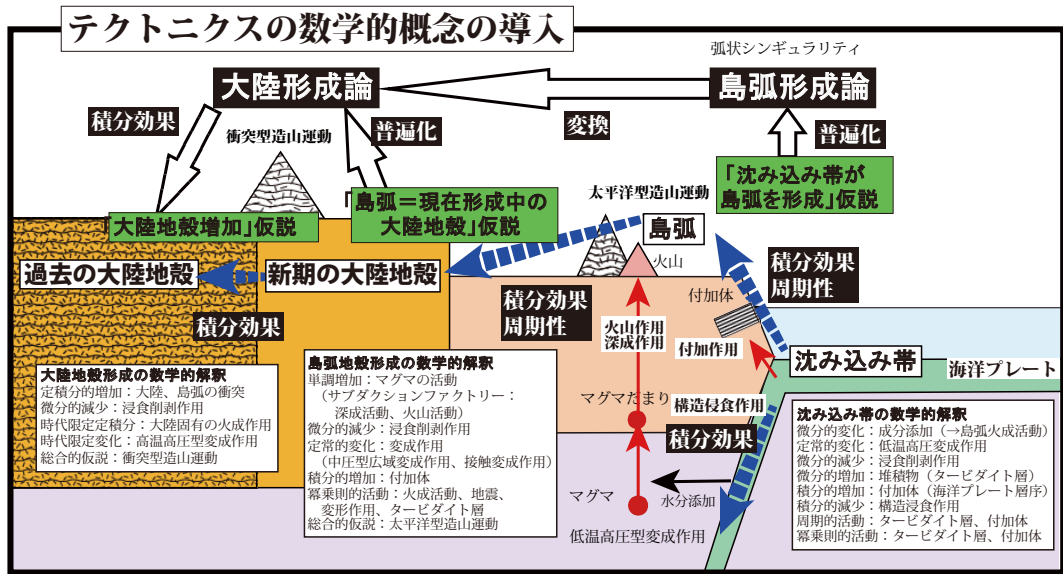 テクトニクスの数学的概念の導入
弧状シンギュラリティ
大陸形成論
島弧形成論
積分効果
変換
普遍化
普遍化
衝突型造山運動
「沈み込み帯が
島弧を形成」仮説
太平洋型造山運動
「大陸地殻増加」仮説
「島弧＝現在形成中の
大陸地殻」仮説
島弧
火山
過去の大陸地殻
新期の大陸地殻
積分効果
周期性
積分効果
周期性
付加体
積分効果
火山作用
深成作用
付加作用
沈み込み帯
海洋プレート
マグマだまり
構造侵食作用
積分効果
マグマ
水分添加
低温高圧型変成作用
大陸地殻形成の数学的解釈
定積分的増加：大陸、島弧の衝突
微分的減少：浸食削剥作用
時代限定定積分：大陸固有の火成作用
時代限定変化：高温高圧型変成作用
総合的仮説：衝突型造山運動
島弧地殻形成の数学的解釈
単調増加：マグマの活動
（サブダクションファクトリー：
深成活動、火山活動）
微分的減少：浸食削剥作用
定常的変化：変成作用
（中圧型広域変成作用、接触変成作用）
積分的増加：付加体
冪乗則的活動：火成活動、地震、
変形作用、タービダイト層
総合的仮説：太平洋型造山運動
沈み込み帯の数学的解釈
微分的変化：成分添加（→島弧火成活動）
定常的変化：低温高圧変成作用
微分的減少：浸食削剥作用
微分的増加：堆積物（タービダイト層）
積分的増加：付加体（海洋プレート層序）
積分的減少：構造浸食作用
周期的活動：タービダイト層、付加体
冪乗則的活動：タービダイト層、付加体